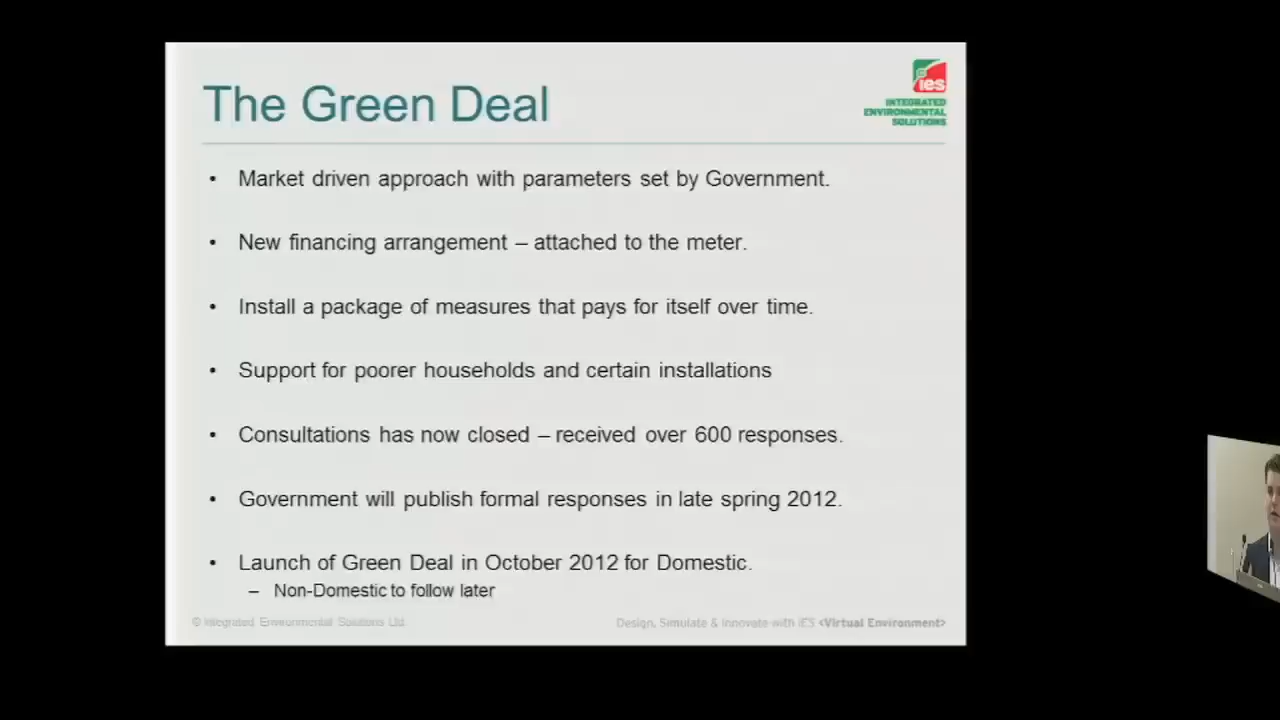 The Green Deal
ies
INTEGRATED
ENVIRONMENTAL
SOLUTIONS
• Market driven approach with parameters set by Government.
• New financing arrangement – attached to the meter.
• Install a package of measures that pays for itself over time.
• Support for poorer households and certain installations
• Consultations has now closed – received over 600 responses.
• Government will publish formal responses in late spring 2012.
• Launch of Green Deal in October 2012 for Domestic.
– Non-Domestic to follow later
© Integrated Environmental Solutions Ltd.
Design, Simulate & Innovate with IES <Virtual Environment>